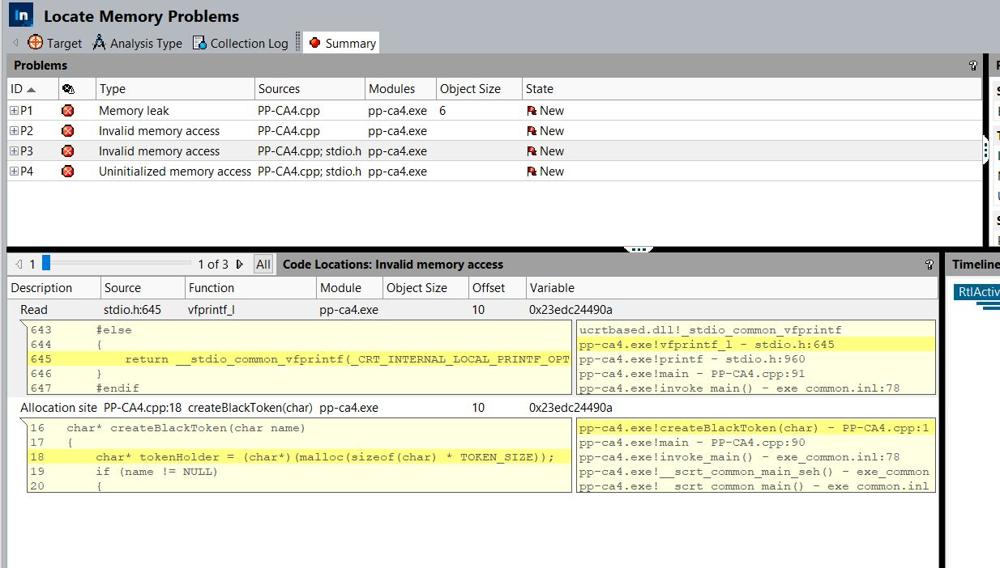 In Locate Memory Problems
Target Analysis Type Collection Log Summary
Problems ?
ID Type Sources Modules Object Size State
P1 Memory leak PP-CA4.cpp pp-ca4.exe 6 New
P2 Invalid memory access PP-CA4.cpp pp-ca4.exe New
P3 Invalid memory access PP-CA4.cpp; stdio.h pp-ca4.exe New
P4 Uninitialized memory access PP-CA4.cpp; stdio.h pp-ca4.exe New
1 1 of 3 All Code Locations: Invalid memory access ? Timeline
Description Source Function Module Object Size Offset Variable
RtlActiv
Read stdio.h:645 vfprintf_l pp-ca4.exe 10 0x23edc24490a
643 #else
644 {
645 return __stdio_common_vfprintf(_CRT_INTERNAL_LOCAL_PRINTF_OPT
646 }
647 #endif
ucrtbased.dll!_stdio_common_vfprintf
pp-ca4.exe!vfprintf_l - stdio.h:645
pp-ca4.exe!printf - stdio.h:960
pp-ca4.exe!main - PP-CA4.cpp:91
pp-ca4.exe!invoke_main() - exe_common.inl:78
Allocation site PP-CA4.cpp:18 createBlackToken(char) pp-ca4.exe 10 0x23edc24490a
16 char* createBlackToken(char name)
17 {
18 char* tokenHolder = (char*)(malloc(sizeof(char) * TOKEN_SIZE));
19 if (name != NULL)
20 {
pp-ca4.exe!createBlackToken(char) - PP-CA4.cpp:1
pp-ca4.exe!main - PP-CA4.cpp:90
pp-ca4.exe!invoke_main() - exe_common.inl:78
pp-ca4.exe!__scrt_common_main_seh() - exe_common
pp-ca4.exe!__scrt_common_main() - exe_common.inl